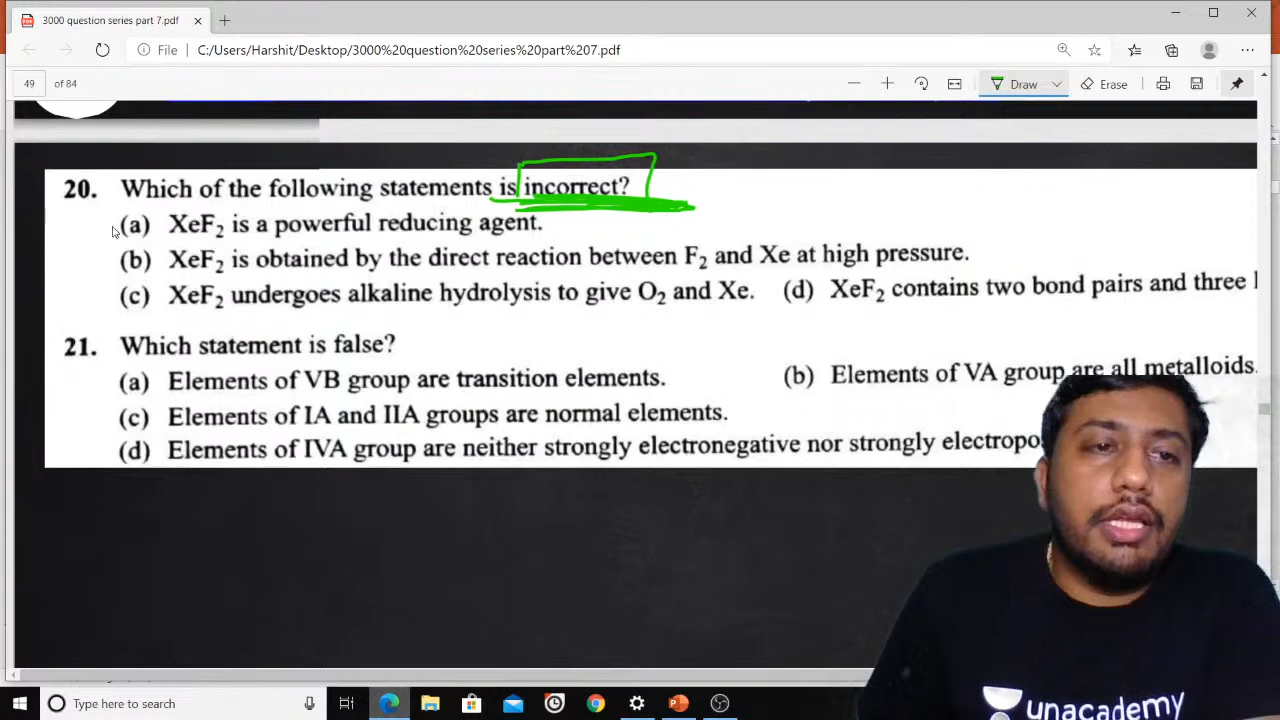 3000 question series part 7.pdf
File
C:/Users/Harshit/Desktop/3000%20question%20series%20part%207.pdf
49 of 84
Draw
Erase
20. Which of the following statements is incorrect?
(a) XeF2 is a powerful reducing agent.
(b) XeF2 is obtained by the direct reaction between F2 and Xe at high pressure.
(c) XeF2 undergoes alkaline hydrolysis to give O2 and Xe. (d) XeF2 contains two bond pairs and three
21. Which statement is false?
(a) Elements of VB group are transition elements. (b) Elements of VA group are all metalloids.
(c) Elements of IA and IIA groups are normal elements.
(d) Elements of IVA group are neither strongly electronegative nor strongly electropo
unacademy
Type here to search